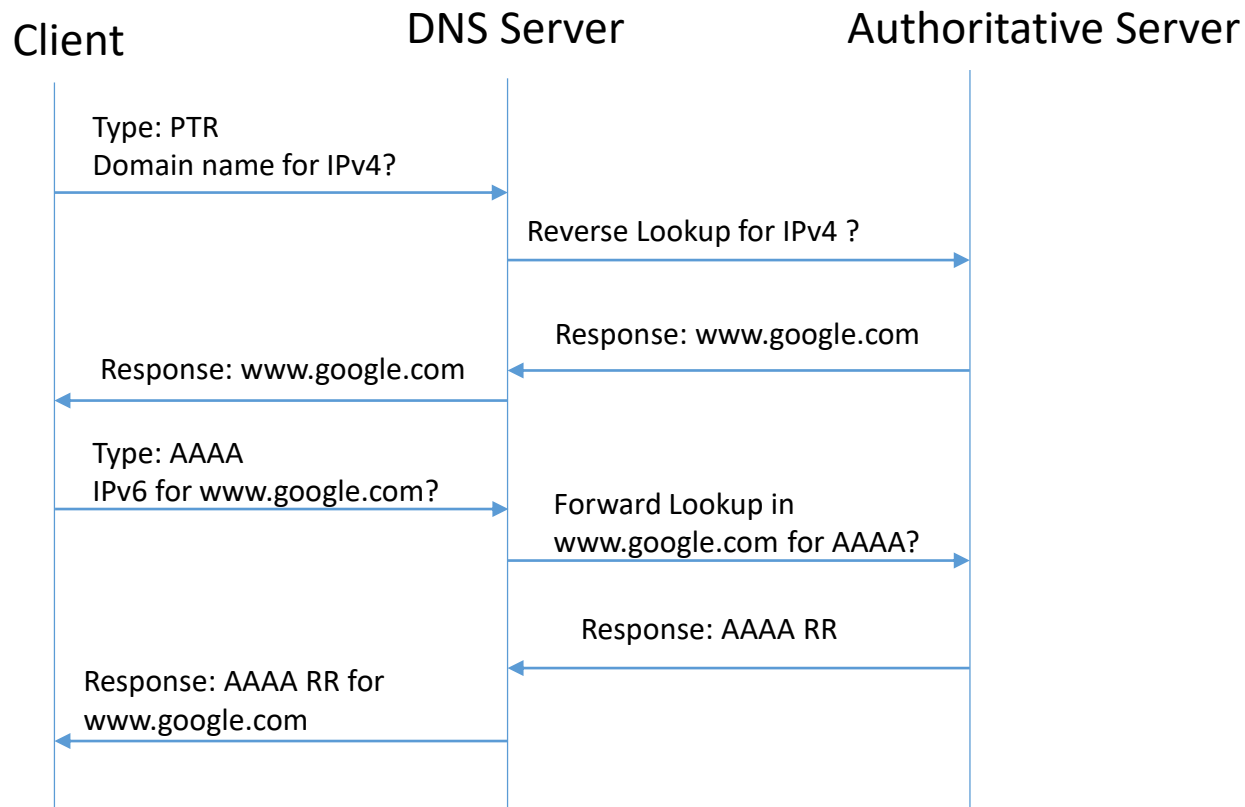 Client
DNS Server
Authoritative Server
Type: PTR
Domain name for IPv4?
Reverse Lookup for IPv4 ?
Response: www.google.com
Response: www.google.com
Type: AAAA
IPv6 for www.google.com?
Forward Lookup in
www.google.com for AAAA?
Response: AAAA RR
Response: AAAA RR for
www.google.com